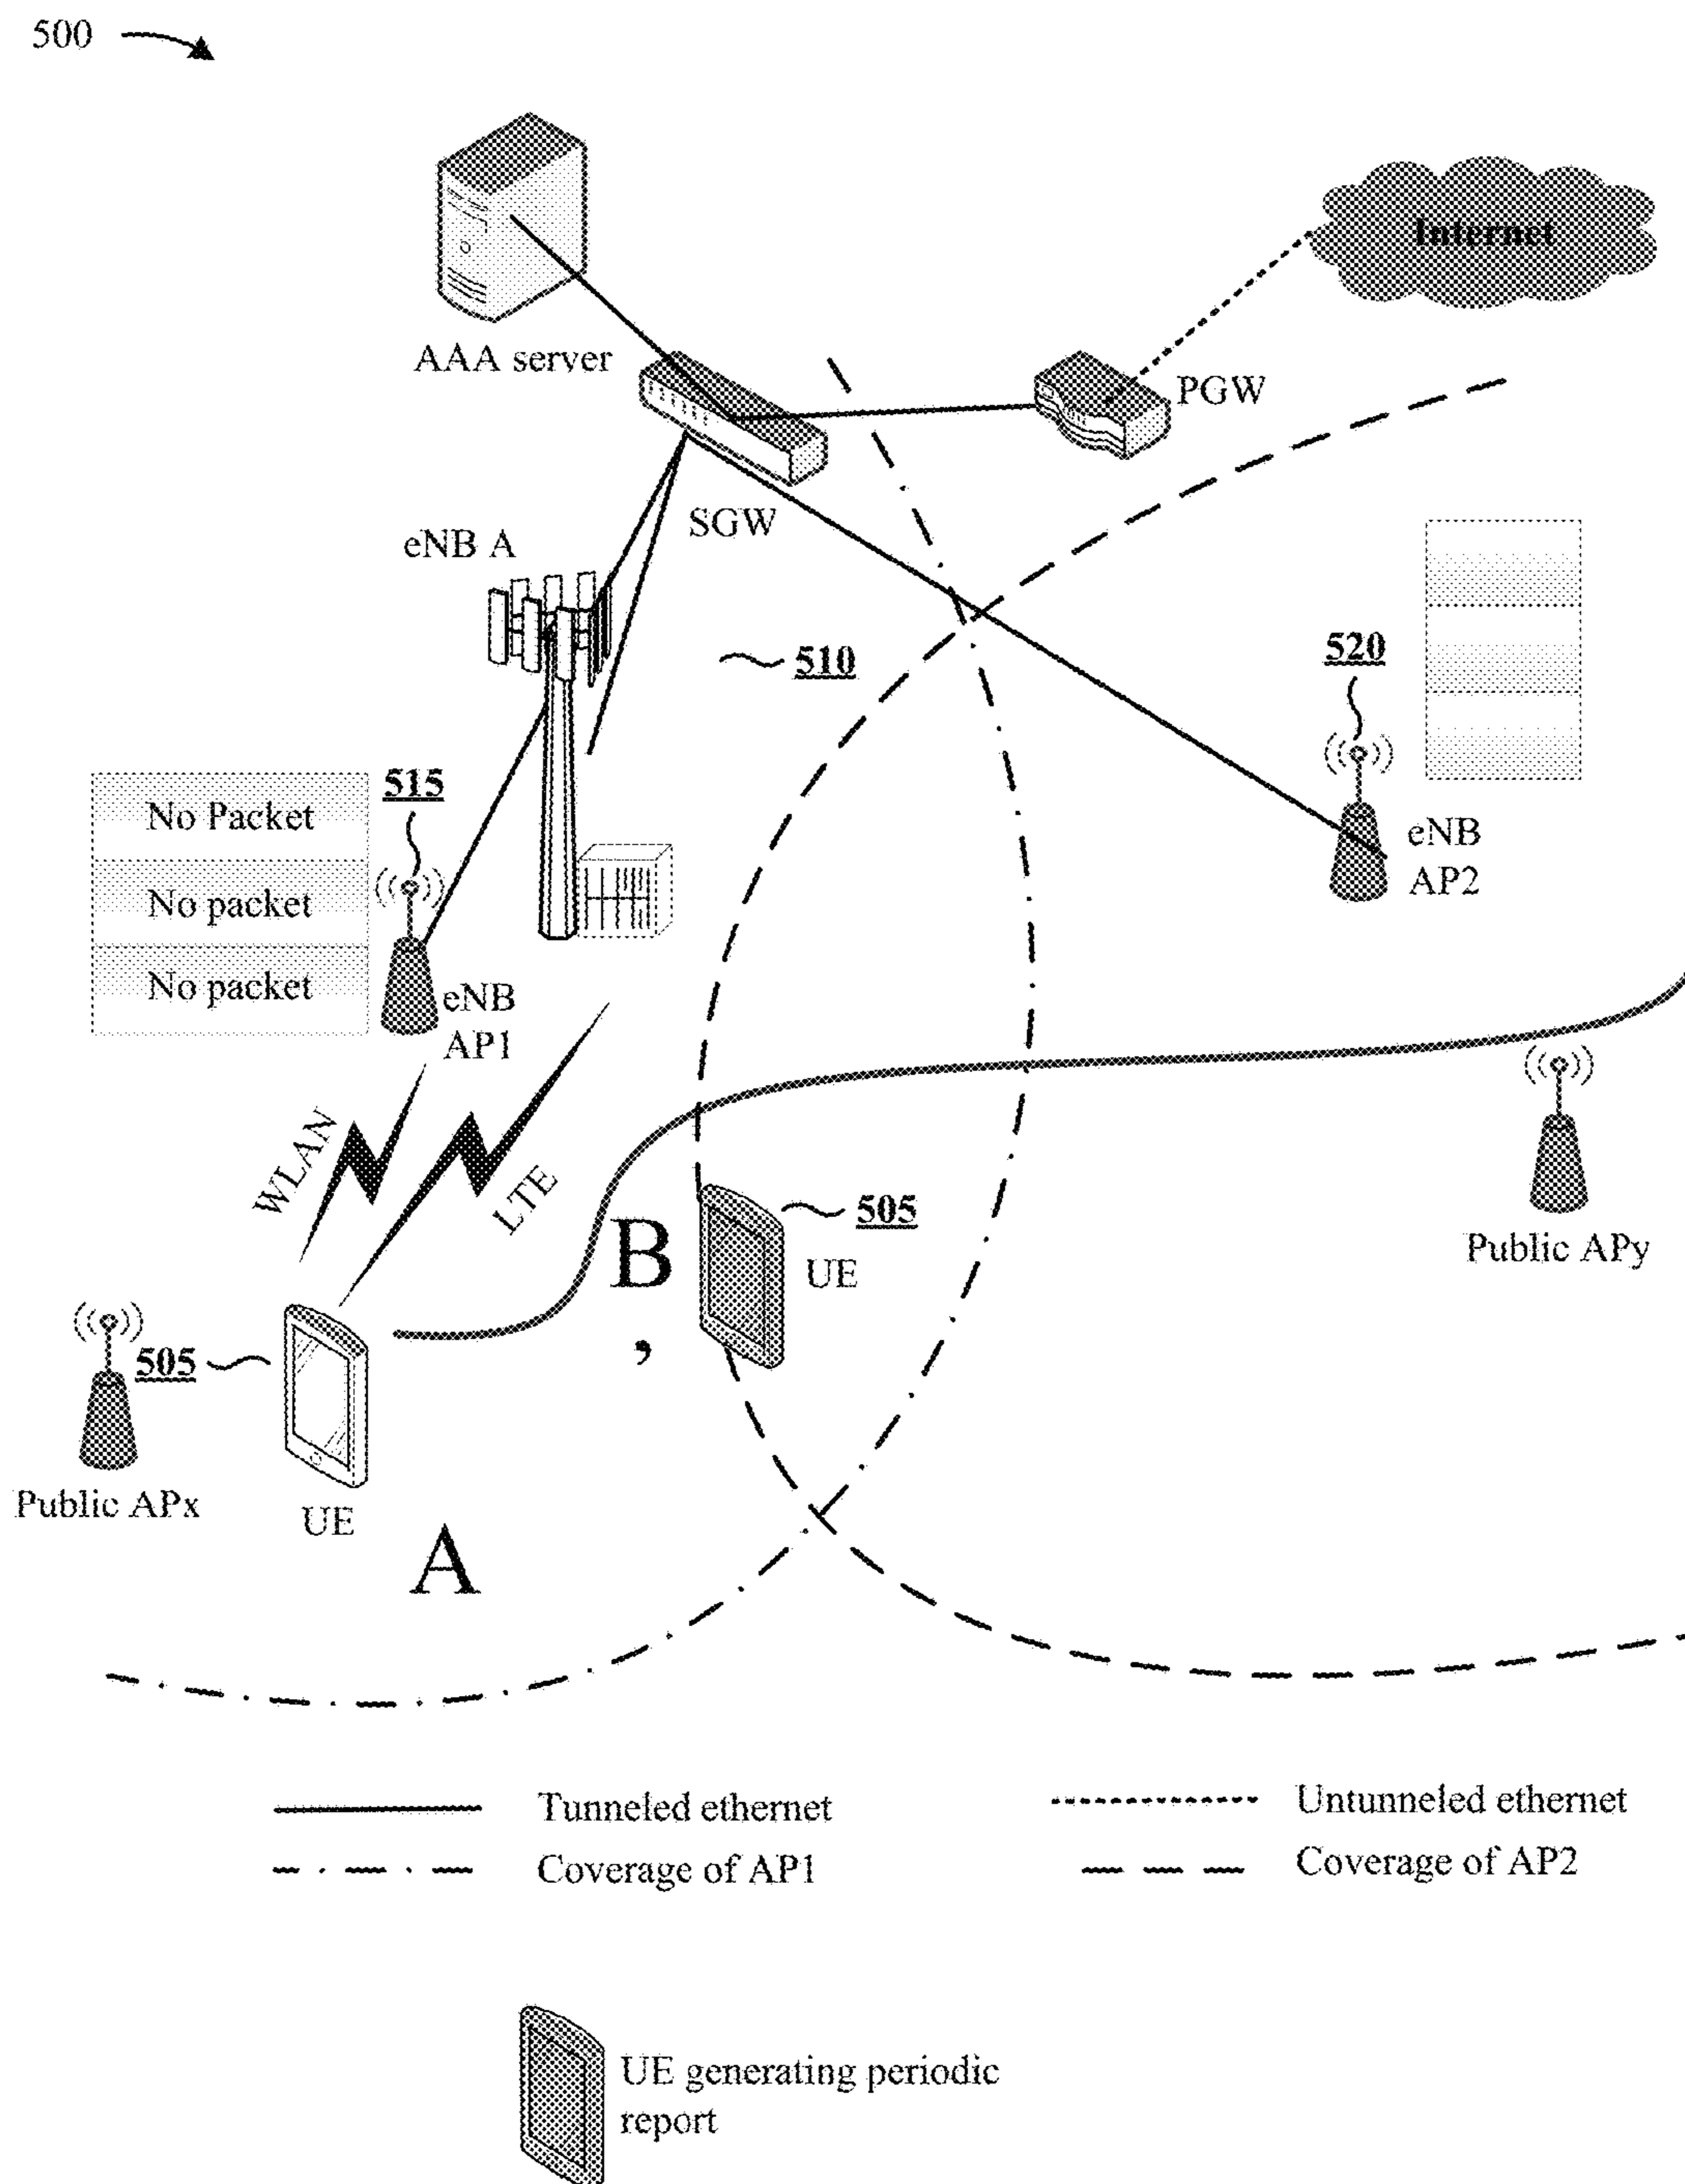 500
Internet
AAA server
PGW
SGW
eNB A
510
520
515
No Packet
eNB
AP2
No packet
No packet
eNB
AP1
WLAN
LTE
505
B
UE
,
Public APy
505
Public APx
UE
A
Tunneled ethernet
Untunneled ethernet
Coverage of AP1
Coverage of AP2
UE generating periodic
report